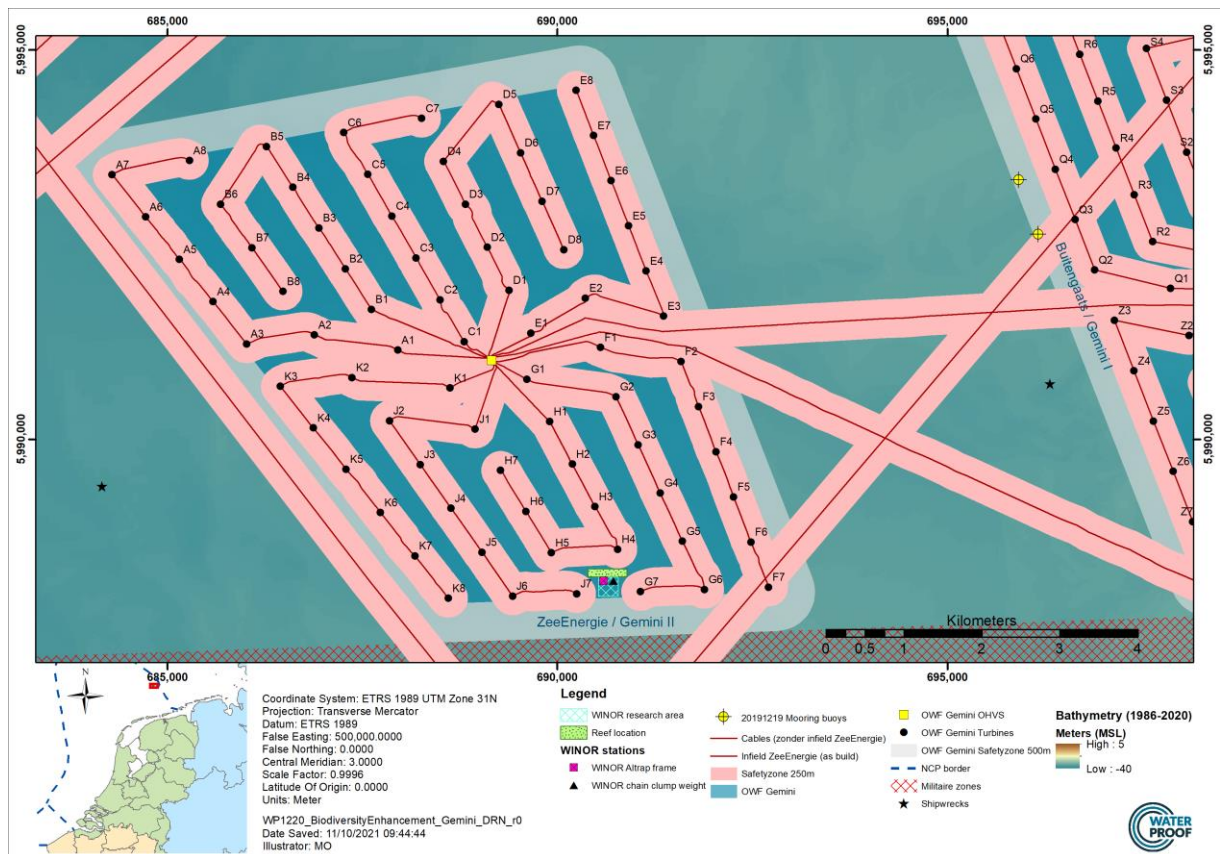 685,000
690,000
695,000
5,995,000
5,995,000
E8
S4
R6
Q6
D5
C7
C6
R5
S3
Q5
E7
B5
A8
A7
D6
D4
C5
R4
S2
Q4
E6
B4
B6
D3
D7
R3
A6
C4
Q3
E5
B3
B7
D2
D8
R2
A5
C3
B2
E4
Q2
B8
D1
Q1
A4
C2
E2
B1
E3
Z3
Buitengaats / Gemini I
A2
A3
A1
C1
E1
F1
Z2
K2
K3
K1
G1
F2
Z4
G2
J2
J1
H1
F3
Z5
K4
5,990,000
5,990,000
J3
H2
G3
F4
K5
H7
Z6
J4
H6
H3
G4
F5
K6
Z7
J5
H5
H4
G5
F6
K7
K8
J6
J7
G7
G6
F7
ZeeEnergie / Gemini II
Kilometers
0 0.5 1 2 3 4
685,000
690,000
695,000
N
Coordinate System: ETRS 1989 UTM Zone 31N
Projection: Transverse Mercator
Datum: ETRS 1989
False Easting: 500,000.0000
False Northing: 0.0000
Central Meridian: 3.0000
Scale Factor: 0.9996
Latitude Of Origin: 0.0000
Units: Meter
WP1220_BiodiversityEnhancement_Gemini_DRN_r0
Date Saved: 11/10/2021 09:44:44
Illustrator: MO
Legend
WINOR research area
Reef location
WINOR stations
WINOR Altrap frame
WINOR chain clump weight
20191219 Mooring buoys
Cables (zonder infield ZeeEnergie)
Infield ZeeEnergie (as build)
Safetyzone 250m
OWF Gemini
OWF Gemini OHVS
OWF Gemini Turbines
OWF Gemini Safetyzone 500m
NCP border
Militaire zones
Shipwrecks
Bathymetry (1986-2020)
Meters (MSL)
High : 5
Low : -40
WATER
PROOF